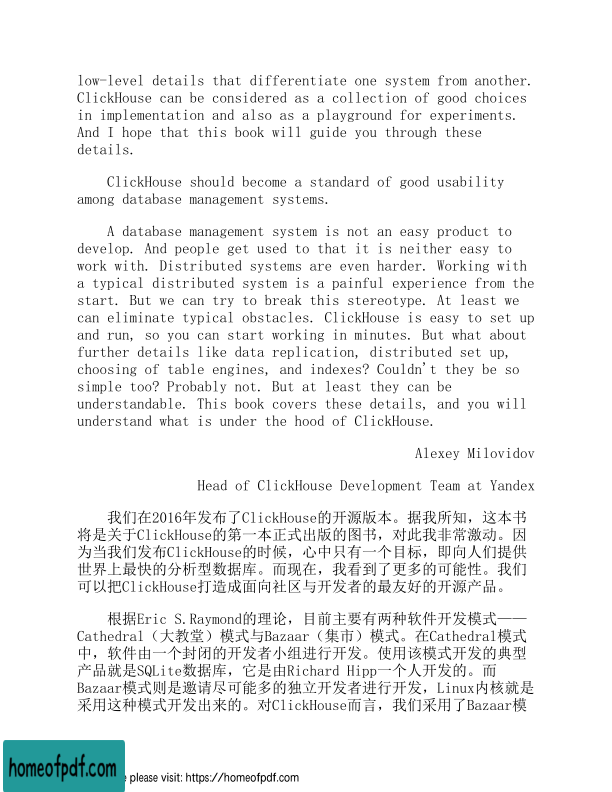 low-level details that differentiate one system from another.
ClickHouse can be considered as a collection of good choices
in implementation and also as a playground for experiments.
And I hope that this book will guide you through these
details.
ClickHouse should become a standard of good usability
among database management systems.
A database management system is not an easy product to
develop. And people get used to that it is neither easy to
work with. Distributed systems are even harder. Working with
a typical distributed system is a painful experience from the
start. But we can try to break this stereotype. At least we
can eliminate typical obstacles. ClickHouse is easy to set up
and run, so you can start working in minutes. But what about
further details like data replication, distributed set up,
choosing of table engines, and indexes? Couldn't they be so
simple too? Probably not. But at least they can be
understandable. This book covers these details, and you will
understand what is under the hood of ClickHouse.
Alexey Milovidov
Head of ClickHouse Development Team at Yandex
我们在2016年发布了ClickHouse的开源版本。据我所知，这本书
将是关于ClickHouse的第一本正式出版的图书，对此我非常激动。因
为当我们发布ClickHouse的时候，心中只有一个目标，即向人们提供
世界上最快的分析型数据库。而现在，我看到了更多的可能性。我们
可以把ClickHouse打造成面向社区与开发者的最友好的开源产品。
根据Eric S.Raymond的理论，目前主要有两种软件开发模式——
Cathedral（大教堂）模式与Bazaar（集市）模式。在Cathedral模式
中，软件由一个封闭的开发者小组进行开发。使用该模式开发的典型
产品就是SQLite数据库，它是由Richard Hipp一个人开发的。而
Bazaar模式则是邀请尽可能多的独立开发者进行开发，Linux内核就是
采用这种模式开发出来的。对ClickHouse而言，我们采用了Bazaar模
homeofpdf.com
e please visit: https://homeofpdf.com